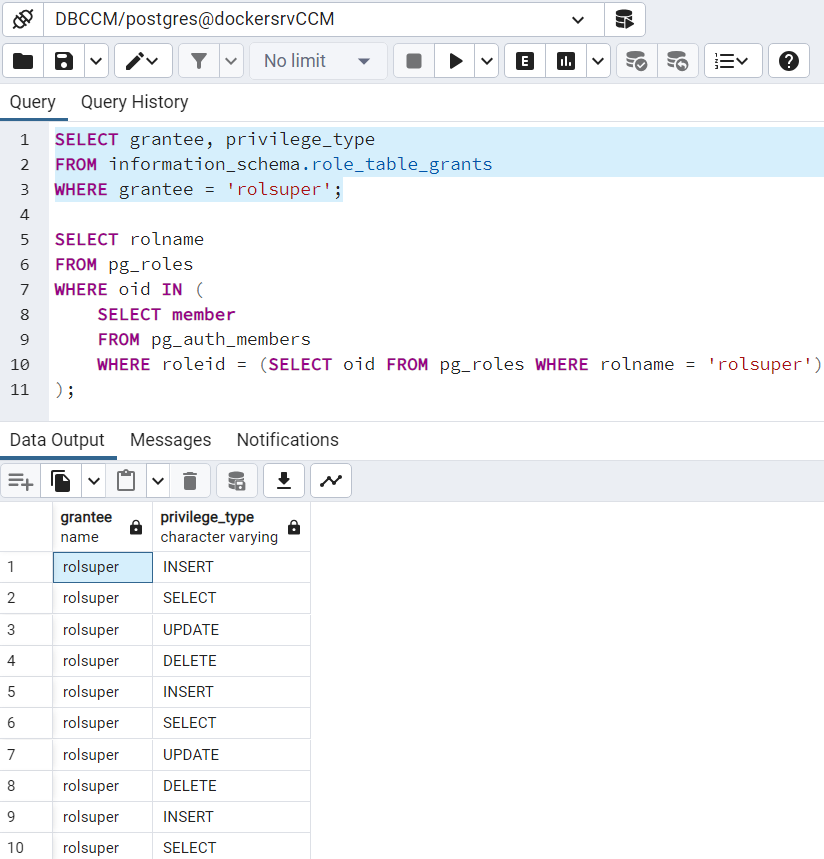 DBCCM/postgres@dockersrvCCM
No limit
E
Query Query History
1 SELECT grantee, privilege_type
2 FROM information_schema.role_table_grants
3 WHERE grantee = 'rolsuper';
4
5 SELECT rolname
6 FROM pg_roles
7 WHERE oid IN (
8 SELECT member
9 FROM pg_auth_members
10 WHERE roleid = (SELECT oid FROM pg_roles WHERE rolname = 'rolsuper')
11 );
Data Output Messages Notifications
grantee privilege_type
name character varying
1 rolsuper INSERT
2 rolsuper SELECT
3 rolsuper UPDATE
4 rolsuper DELETE
5 rolsuper INSERT
6 rolsuper SELECT
7 rolsuper UPDATE
8 rolsuper DELETE
9 rolsuper INSERT
10 rolsuper SELECT